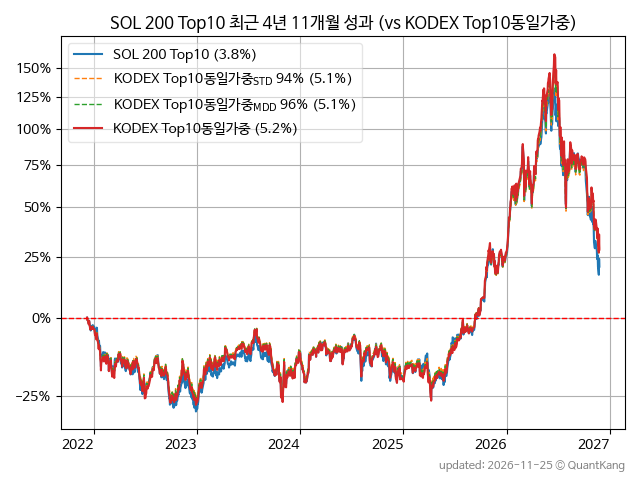 SOL 200 Top10 최근 4년 11개월 성과 (vs KODEX Top10동일가중)
SOL 200 Top10 (3.8%)
KODEX Top10동일가중STD 94% (5.1%)
KODEX Top10동일가중MDD 96% (5.1%)
KODEX Top10동일가중 (5.2%)
150%
125%
100%
75%
50%
25%
0%
−25%
2022 2023 2024 2025 2026 2027
updated: 2026-11-25 © QuantKang